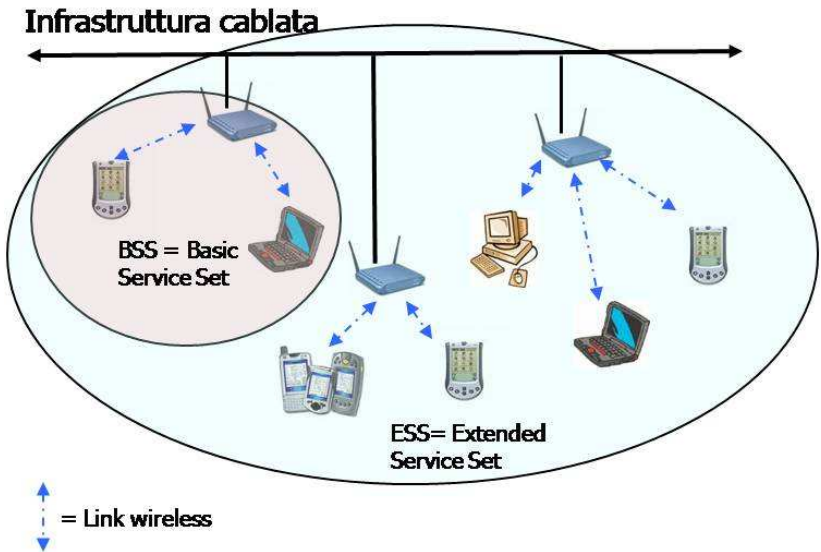 Infrastruttura cablata
BSS = Basic
Service Set
ESS= Extended
Service Set
= Link wireless